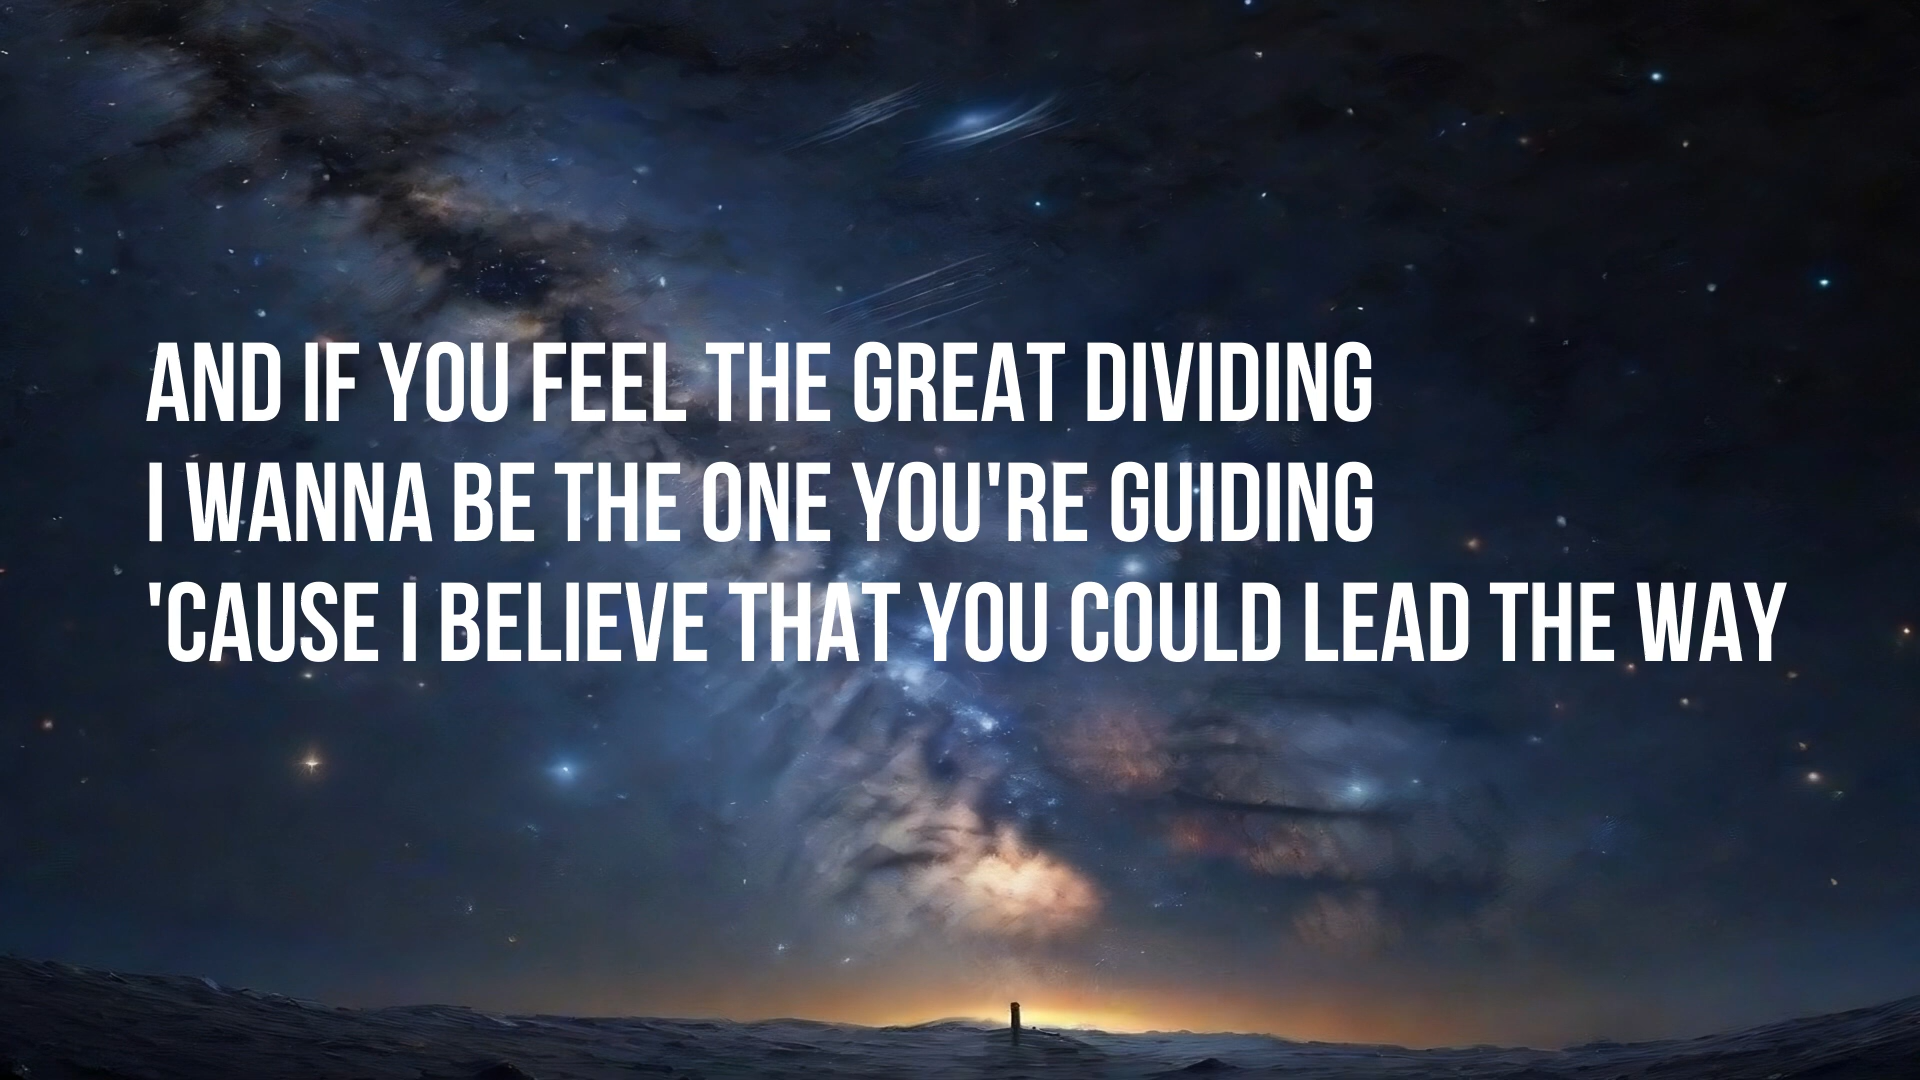 AND IF YOU FEEL THE GREAT DIVIDING
I WANNA BE THE ONE YOU'RE GUIDING
'CAUSE I BELIEVE THAT YOU COULD LEAD THE WAY